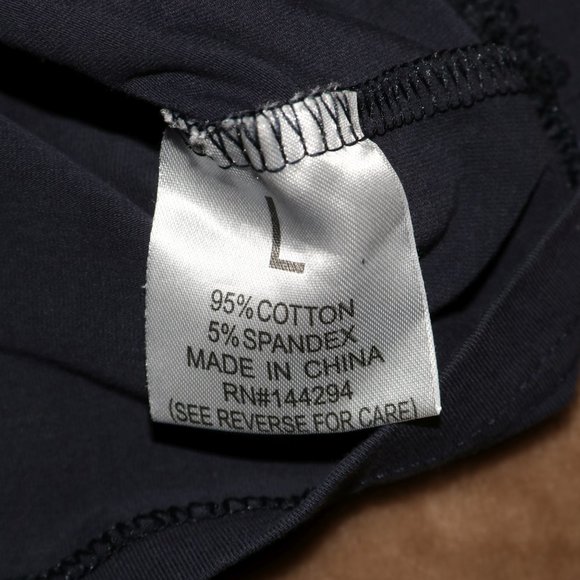 L
95% COTTON
5% SPANDEX
MADE IN CHINA
RN#144294
(SEE REVERSE FOR CARE)